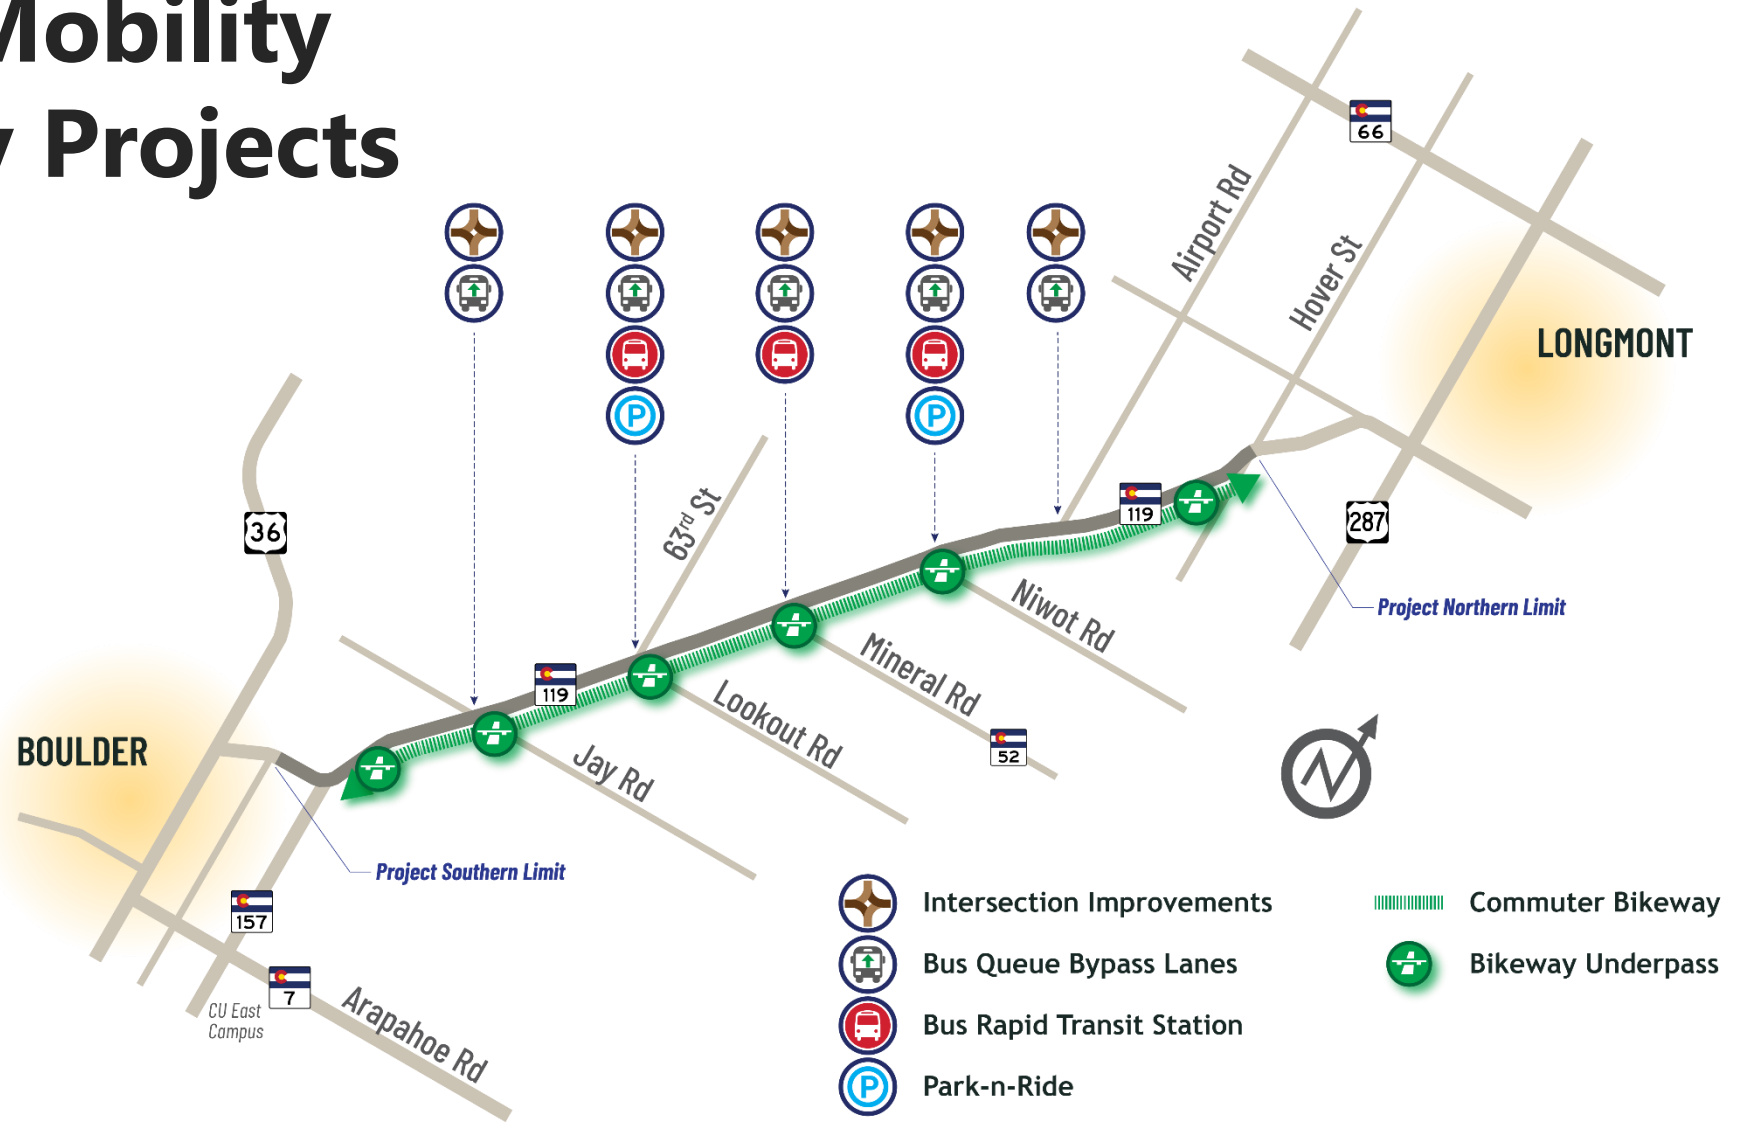 Mobility
y Projects
66
Airport Rd
Hover St
LONGMONT
36
63rd St
119
287
Niwot Rd
Project Northern Limit
Mineral Rd
119
Lookout Rd
52
BOULDER
Jay Rd
Project Southern Limit
157
7
CU East
Campus
Arapahoe Rd
N
P
P
Intersection Improvements
Bus Queue Bypass Lanes
Bus Rapid Transit Station
P
Park-n-Ride
Commuter Bikeway
Bikeway Underpass